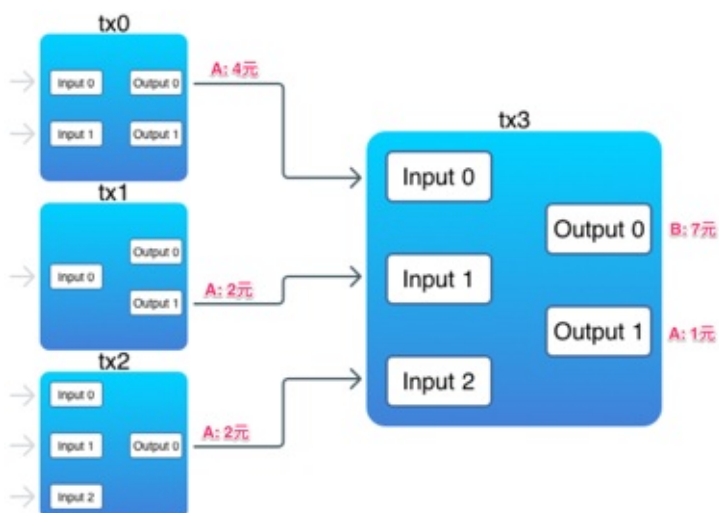 tx0
Input 0
Output 0
Input 1
Output 1
A: 4元
tx1
Output 0
Input 0
Output 1
A: 2元
tx2
Input 0
Input 1
Output 0
Input 2
A: 2元
tx3
Input 0
Output 0
B: 7元
Input 1
Output 1
A: 1元
Input 2